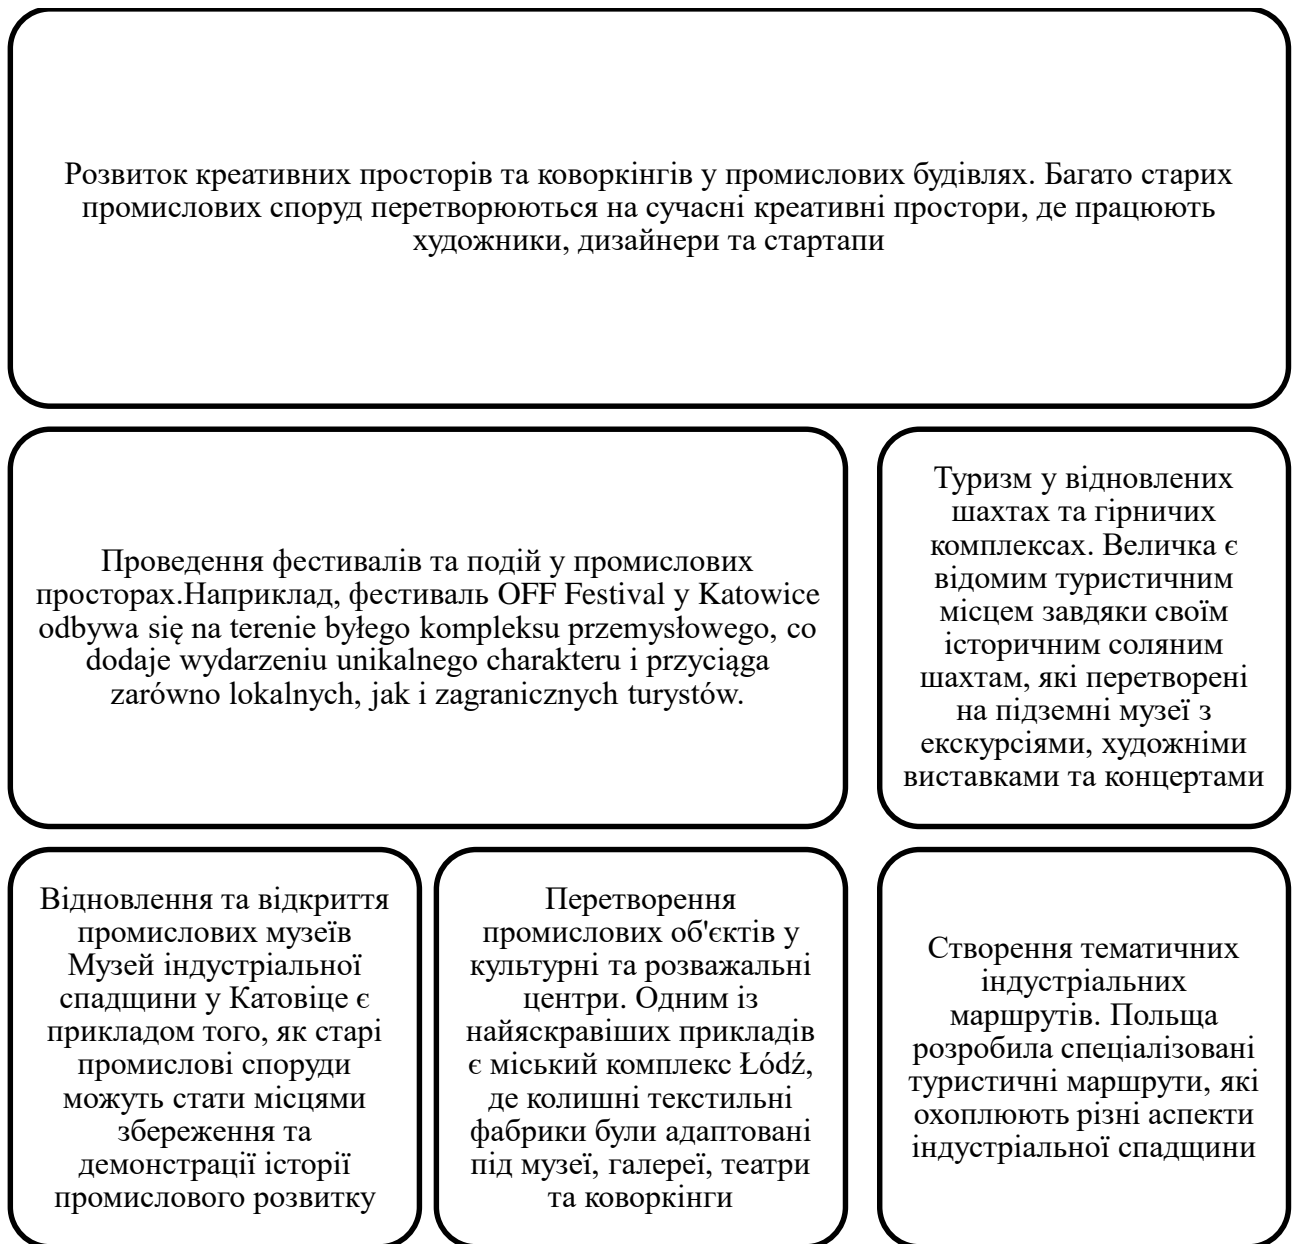 Розвиток креативних просторів та коворкінгів у промислових будівлях. Багато старих
промислових споруд перетворюються на сучасні креативні простори, де працюють
художники, дизайнери та стартапи
Проведення фестивалів та подій у промислових
просторах.Наприклад, фестиваль OFF Festival у Katowice
odbywa się na terenie byłego kompleksu przemysłowego, co
dodaje wydarzeniu unikalnego charakteru i przyciąga
zarówno lokalnych, jak i zagranicznych turystów.
Туризм у відновлених
шахтах та гірничих
комплексах. Величка є
відомим туристичним
місцем завдяки своїм
історичним соляним
шахтам, які перетворені
на підземні музеї з
екскурсіями, художніми
виставками та концертами
Відновлення та відкриття
промислових музеїв
Музей індустріальної
спадщини у Катовіце є
прикладом того, як старі
промислові споруди
можуть стати місцями
збереження та
демонстрації історії
промислового розвитку
Перетворення
промислових об'єктів у
культурні та розважальні
центри. Одним із
найяскравіших прикладів
є міський комплекс Łódź,
де колишні текстильні
фабрики були адаптовані
під музеї, галереї, театри
та коворкінги
Створення тематичних
індустріальних
маршрутів. Польща
розробила спеціалізовані
туристичні маршрути, які
охоплюють різні аспекти
індустріальної спадщини